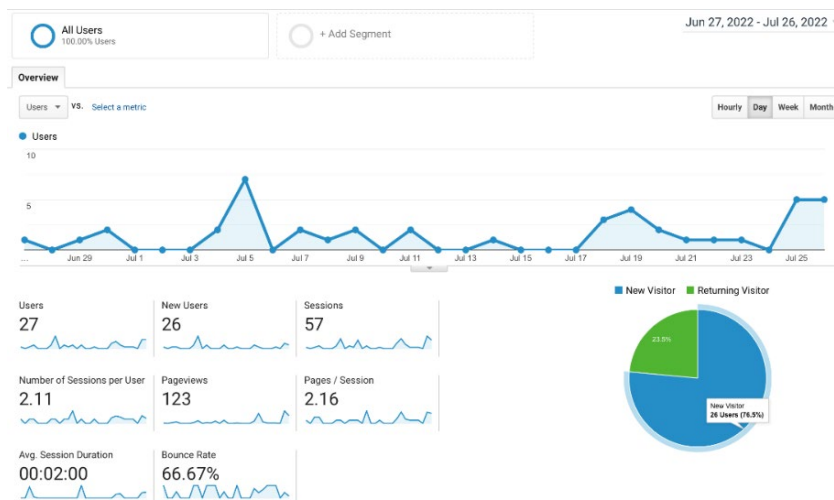 All Users
100.00% Users
+ Add Segment
Jun 27, 2022 - Jul 26, 2022
Overview
Users VS. Select a metric
Hourly Day Week Month
Users
10
5
... Jun 29 Jul 1 Jul 3 Jul 5 Jul 7 Jul 9 Jul 11 Jul 13 Jul 15 Jul 17 Jul 19 Jul 21 Jul 23 Jul 25
New Visitor Returning Visitor
Users
27
New Users
26
Sessions
57
Number of Sessions per User
2.11
Pageviews
123
Pages / Session
2.16
Avg. Session Duration
00:02:00
Bounce Rate
66.67%
23.5%
New Visitor
26 Users (76.5%)